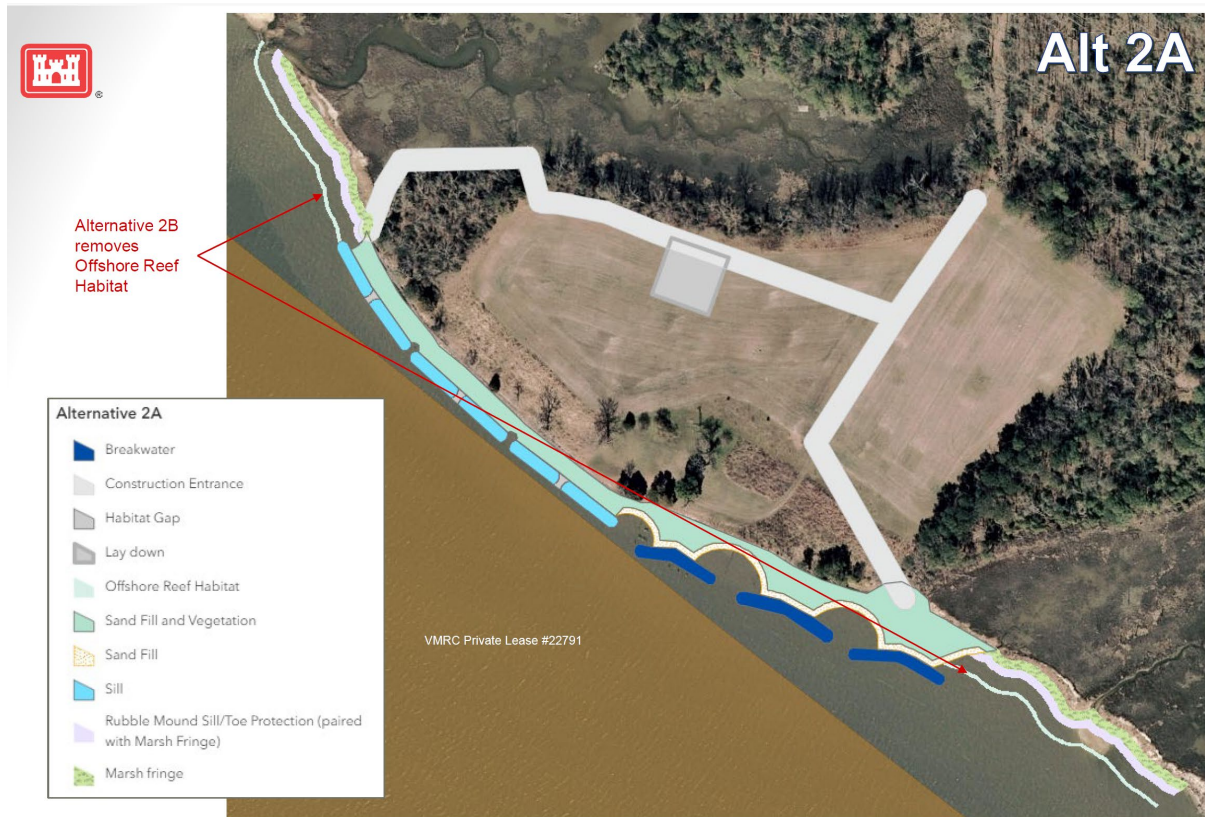 Alt 2A
®
Alternative 2B
removes
Offshore Reef
Habitat
Alternative 2A
Breakwater
Construction Entrance
Habitat Gap
Lay down
Offshore Reef Habitat
Sand Fill and Vegetation
Sand Fill
Sill
Rubble Mound Sill/Toe Protection (paired
with Marsh Fringe)
Marsh fringe
VMRC Private Lease #22791